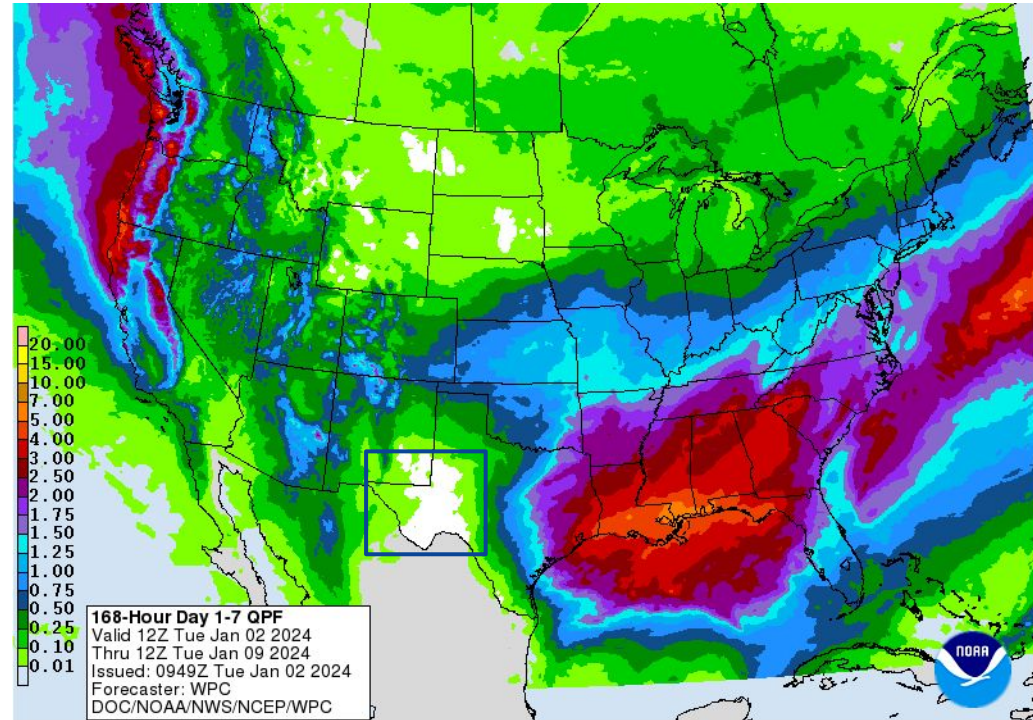 20.00
15.00
10.00
7.00
5.00
4.00
3.00
2.50
2.00
1.75
1.50
1.25
1.00
0.75
0.50
0.25
0.10
0.01
168-Hour Day 1-7 QPF
Valid 12Z Tue Jan 02 2024
Thru 12Z Tue Jan 09 2024
Issued: 0949Z Tue Jan 02 2024
Forecaster: WPC
DOC/NOAA/NWS/NCEP/WPC
NOAA